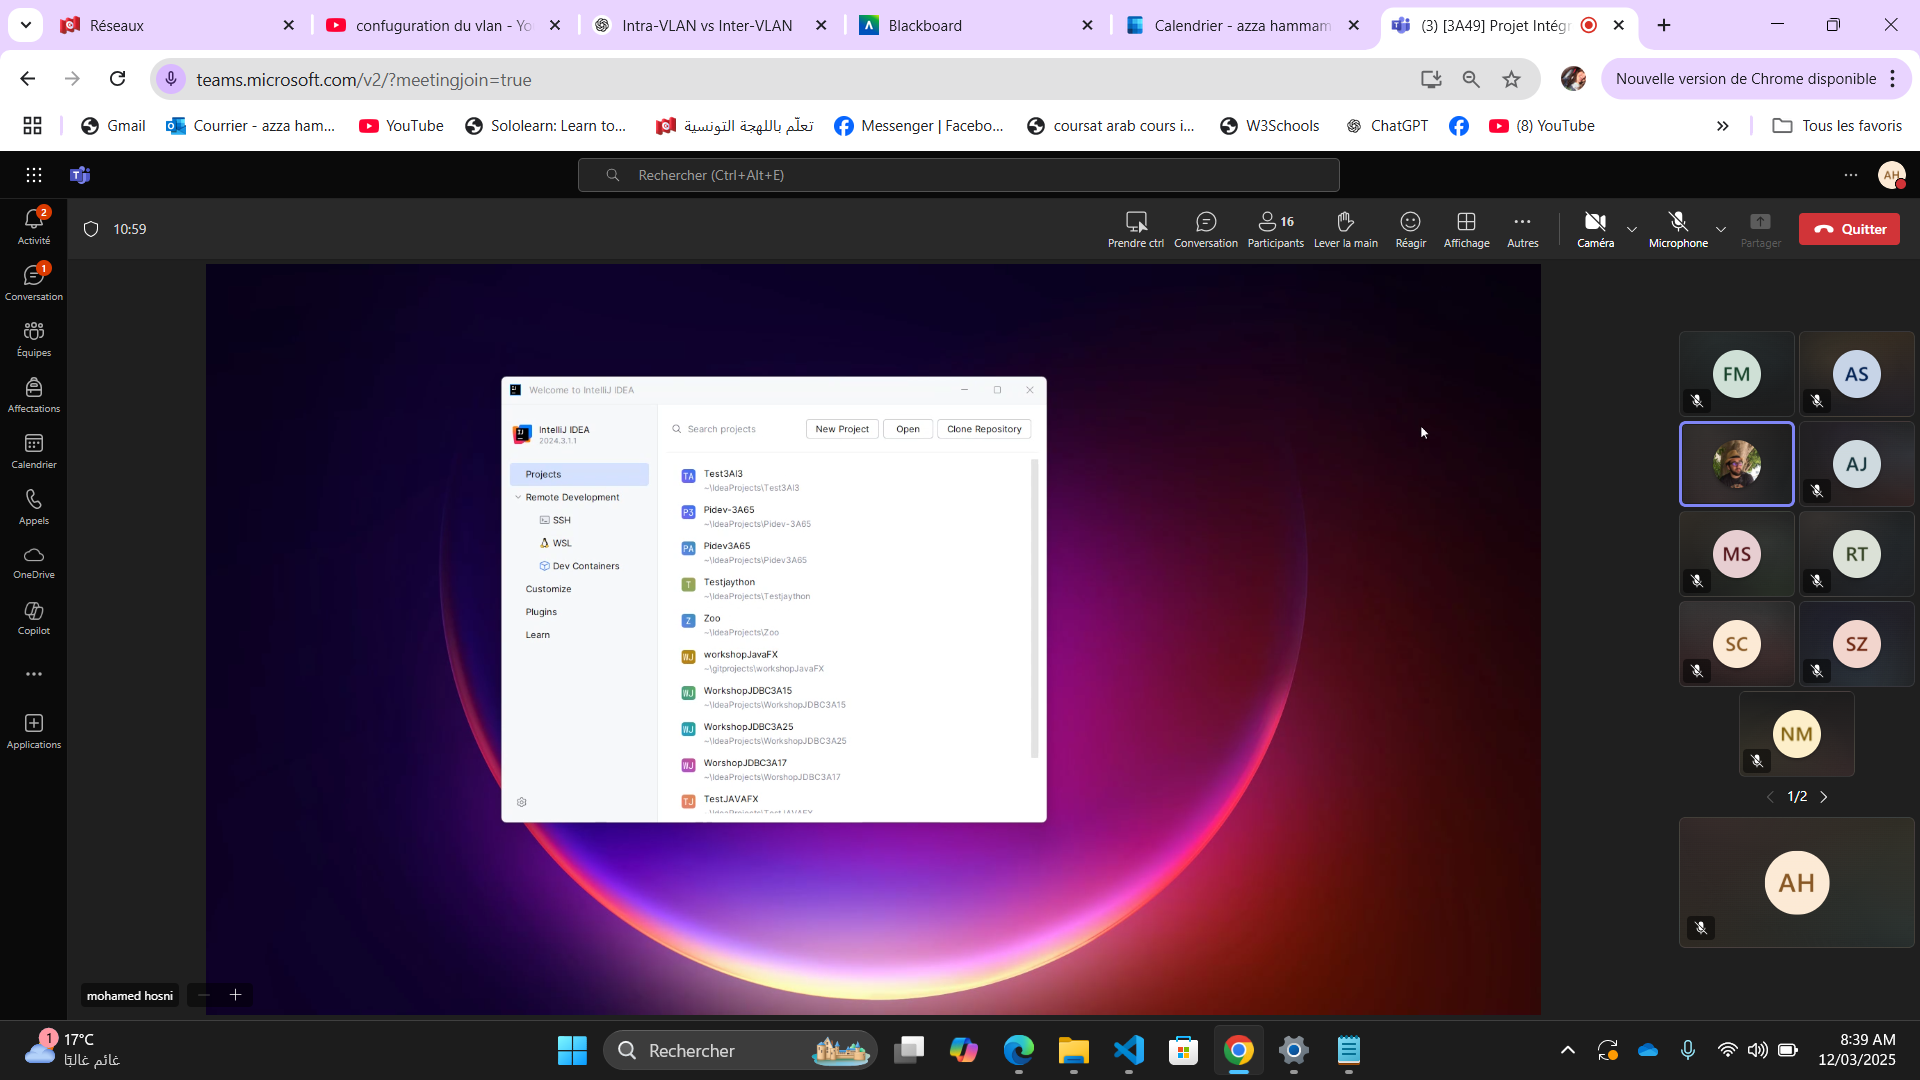 Réseaux
confuguration du vlan - Yo
Intra-VLAN vs Inter-VLAN
Blackboard
Calendrier - azza hammam
(3) [3A49] Projet Intégr
teams.microsoft.com/v2/?meetingjoin=true
Nouvelle version de Chrome disponible
Gmail
Courrier - azza ham...
YouTube
Sololearn: Learn to...
تعلّم باللهجة التونسية
Messenger | Facebo...
coursat arab cours i...
W3Schools
ChatGPT
(8) YouTube
»
Tous les favoris
Rechercher (Ctrl+Alt+E)
AH
2
Activité
1
Conversation
Équipes
Affectations
Calendrier
Appels
OneDrive
Copilot
Applications
10:59
Prendre ctrl
Conversation
16
Participants
Lever la main
Réagir
Affichage
Autres
Caméra
Microphone
Partager
Quitter
Welcome to IntelliJ IDEA
IntelliJ IDEA
2024.3.1.1
Projects
Remote Development
SSH
WSL
Dev Containers
Customize
Plugins
Learn
Search projects
New Project
Open
Clone Repository
TA
Test3AI3
~\IdeaProjects\Test3AI3
P3
Pidev-3A65
~\IdeaProjects\Pidev-3A65
PA
Pidev3A65
~\IdeaProjects\Pidev3A65
T
Testjaython
~\IdeaProjects\Testjaython
Z
Zoo
~\IdeaProjects\Zoo
WJ
workshopJavaFX
~\gitprojects\workshopJavaFX
WJ
WorkshopJDBC3A15
~\IdeaProjects\WorkshopJDBC3A15
WJ
WorkshopJDBC3A25
~\IdeaProjects\WorkshopJDBC3A25
WJ
WorshopJDBC3A17
~\IdeaProjects\WorshopJDBC3A17
TJ
TestJAVAFX
~\IdeaProjects\TestJAVAFX
FM
AS
AJ
MS
RT
SC
SZ
NM
1/2
AH
mohamed hosni
1
17°C
غائم غالبًا
Rechercher
8:39 AM
12/03/2025